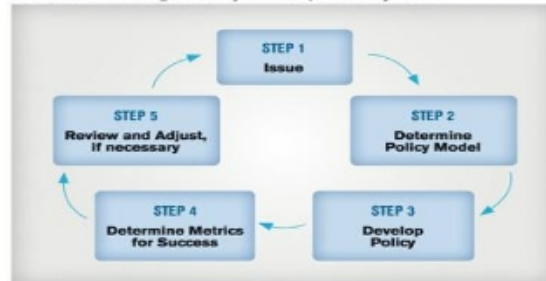 STEP 1
Issue
STEP 2
Determine
Policy Model
STEP 3
Develop
Policy
STEP 4
Determine Metrics
for Success
STEP 5
Review and Adjust,
if necessary